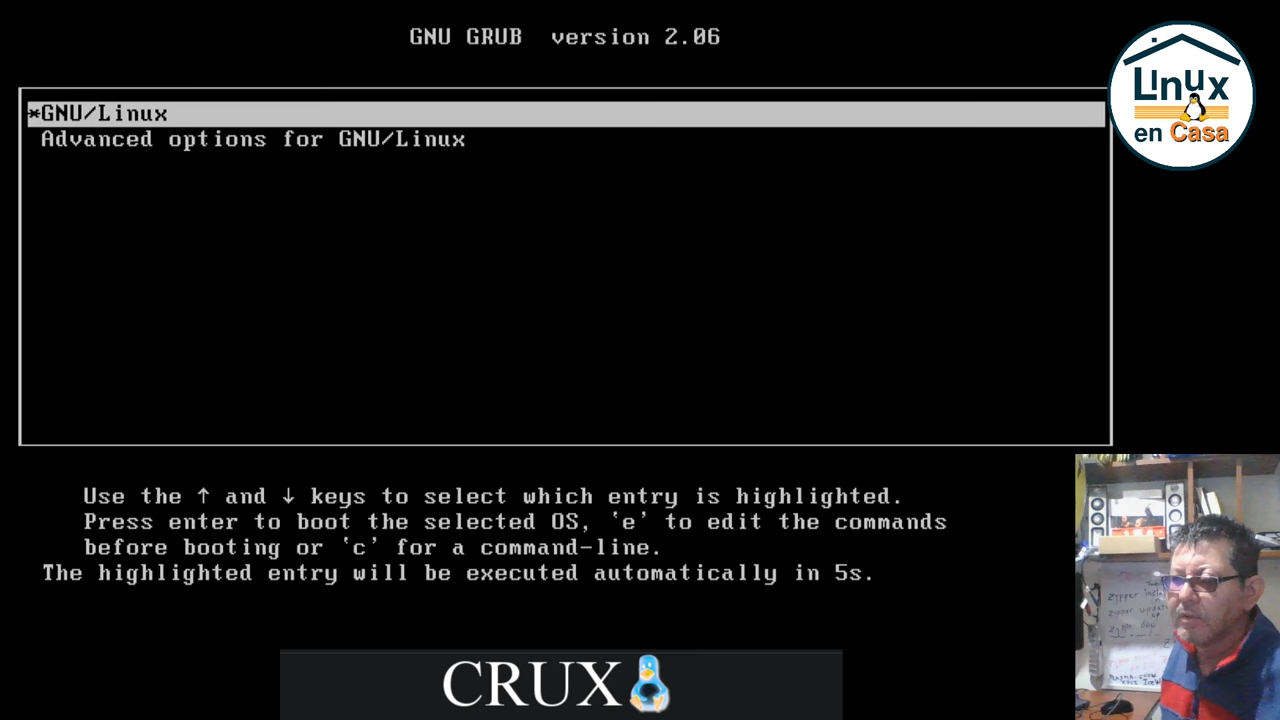 GNU GRUB version 2.06
*GNU/Linux
Advanced options for GNU/Linux
Linux
en Casa
Use the ↑ and ↓ keys to select which entry is highlighted.
Press enter to boot the selected OS, `e' to edit the commands
before booting or `c' for a command-line.
The highlighted entry will be executed automatically in 5s.
zypper
zypper
CRUX